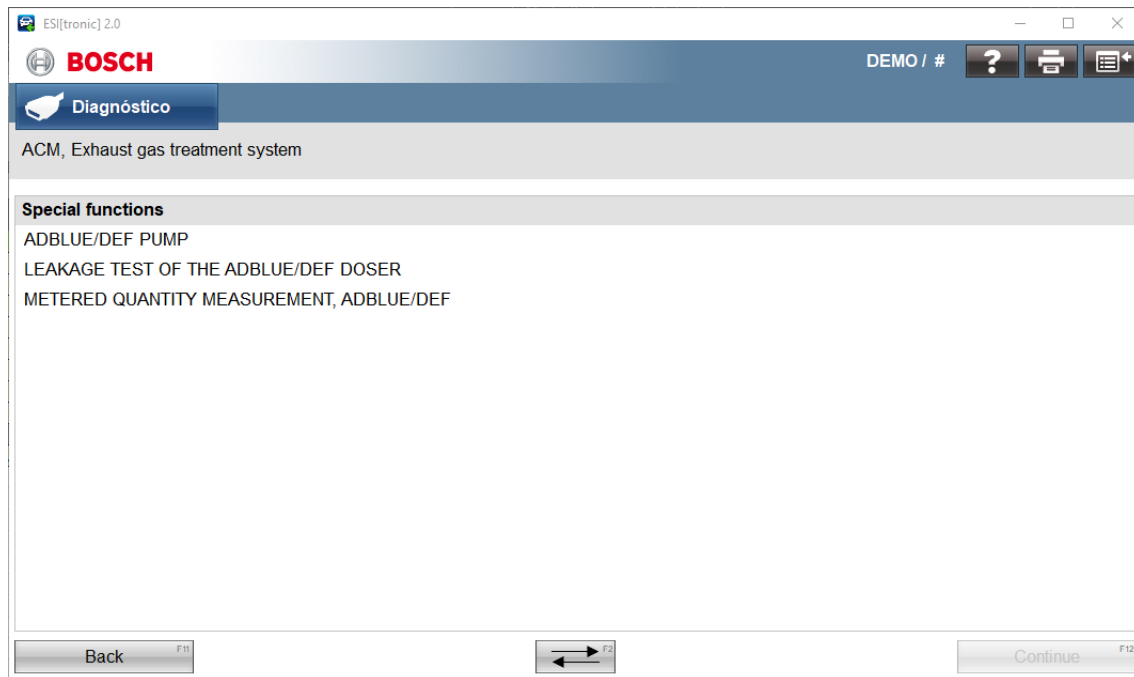 ESI[tronic] 2.0
BOSCH
DEMO / #
?
Diagnóstico
ACM, Exhaust gas treatment system
Special functions
ADBLUE/DEF PUMP
LEAKAGE TEST OF THE ADBLUE/DEF DOSER
METERED QUANTITY MEASUREMENT, ADBLUE/DEF
Back F11
F2
Continue F12